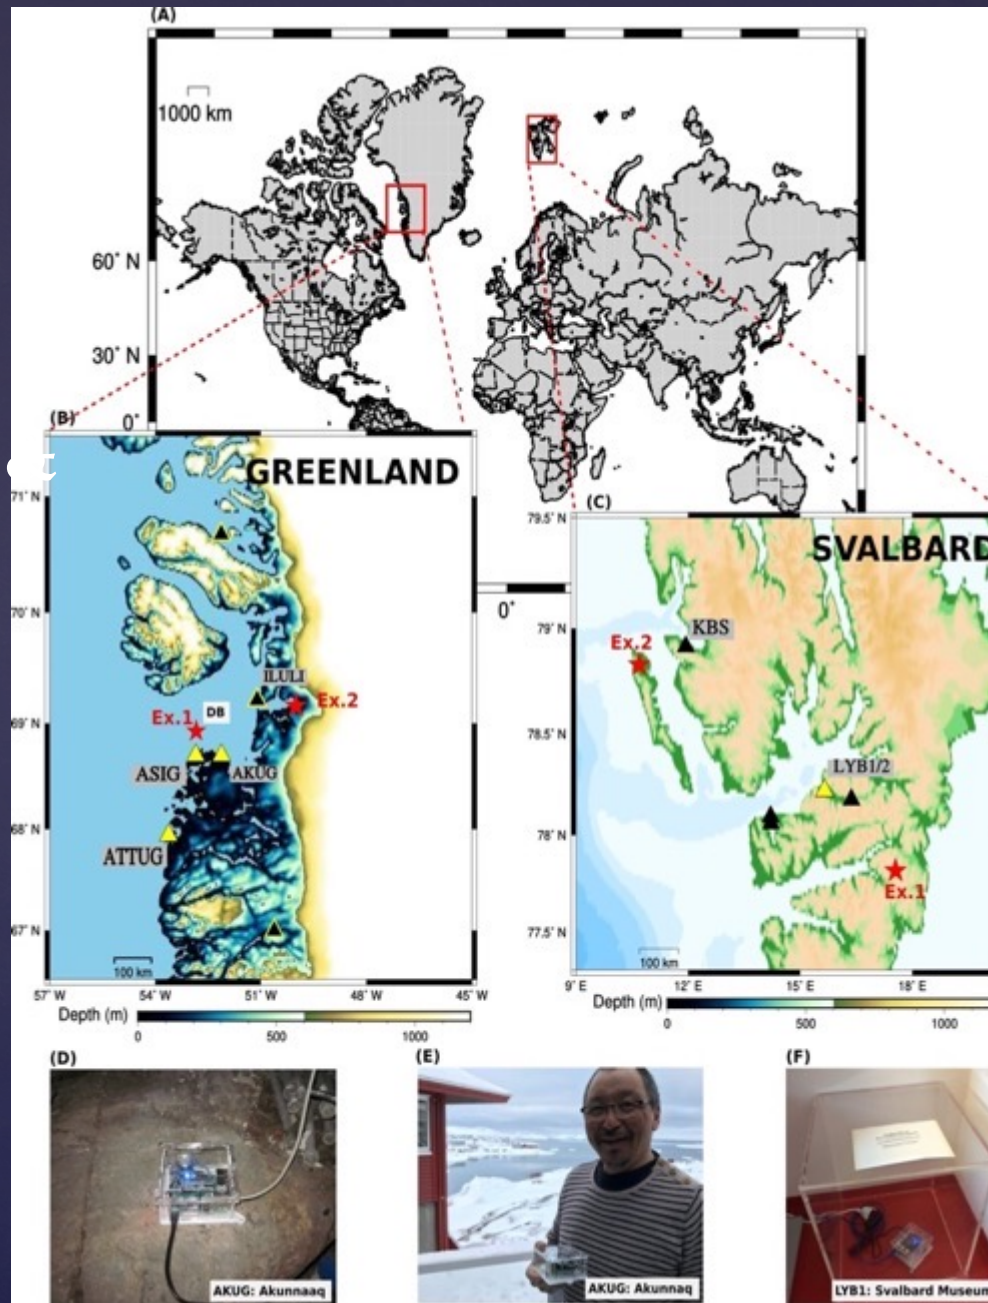 (A)
1000 km
60° N
30° N
0°
0°
(B)
GREENLAND
71° N
70° N
69° N
68° N
67° N
ILULI
Ex.2
Ex.1
DB
ASIG
AKUG
ATTUG
100 km
57° W
54° W
51° W
48° W
45° W
Depth (m)
0
500
1000
(C)
SVALBARD
79.5° N
79° N
78.5° N
78° N
77.5° N
KBS
Ex.2
LYB1/2
Ex.1
100 km
9° E
12° E
15° E
18° E
Depth (m)
0
500
1000
(D)
AKUG: Akunnaaq
(E)
AKUG: Akunnaq
(F)
LYB1: Svalbard Museum